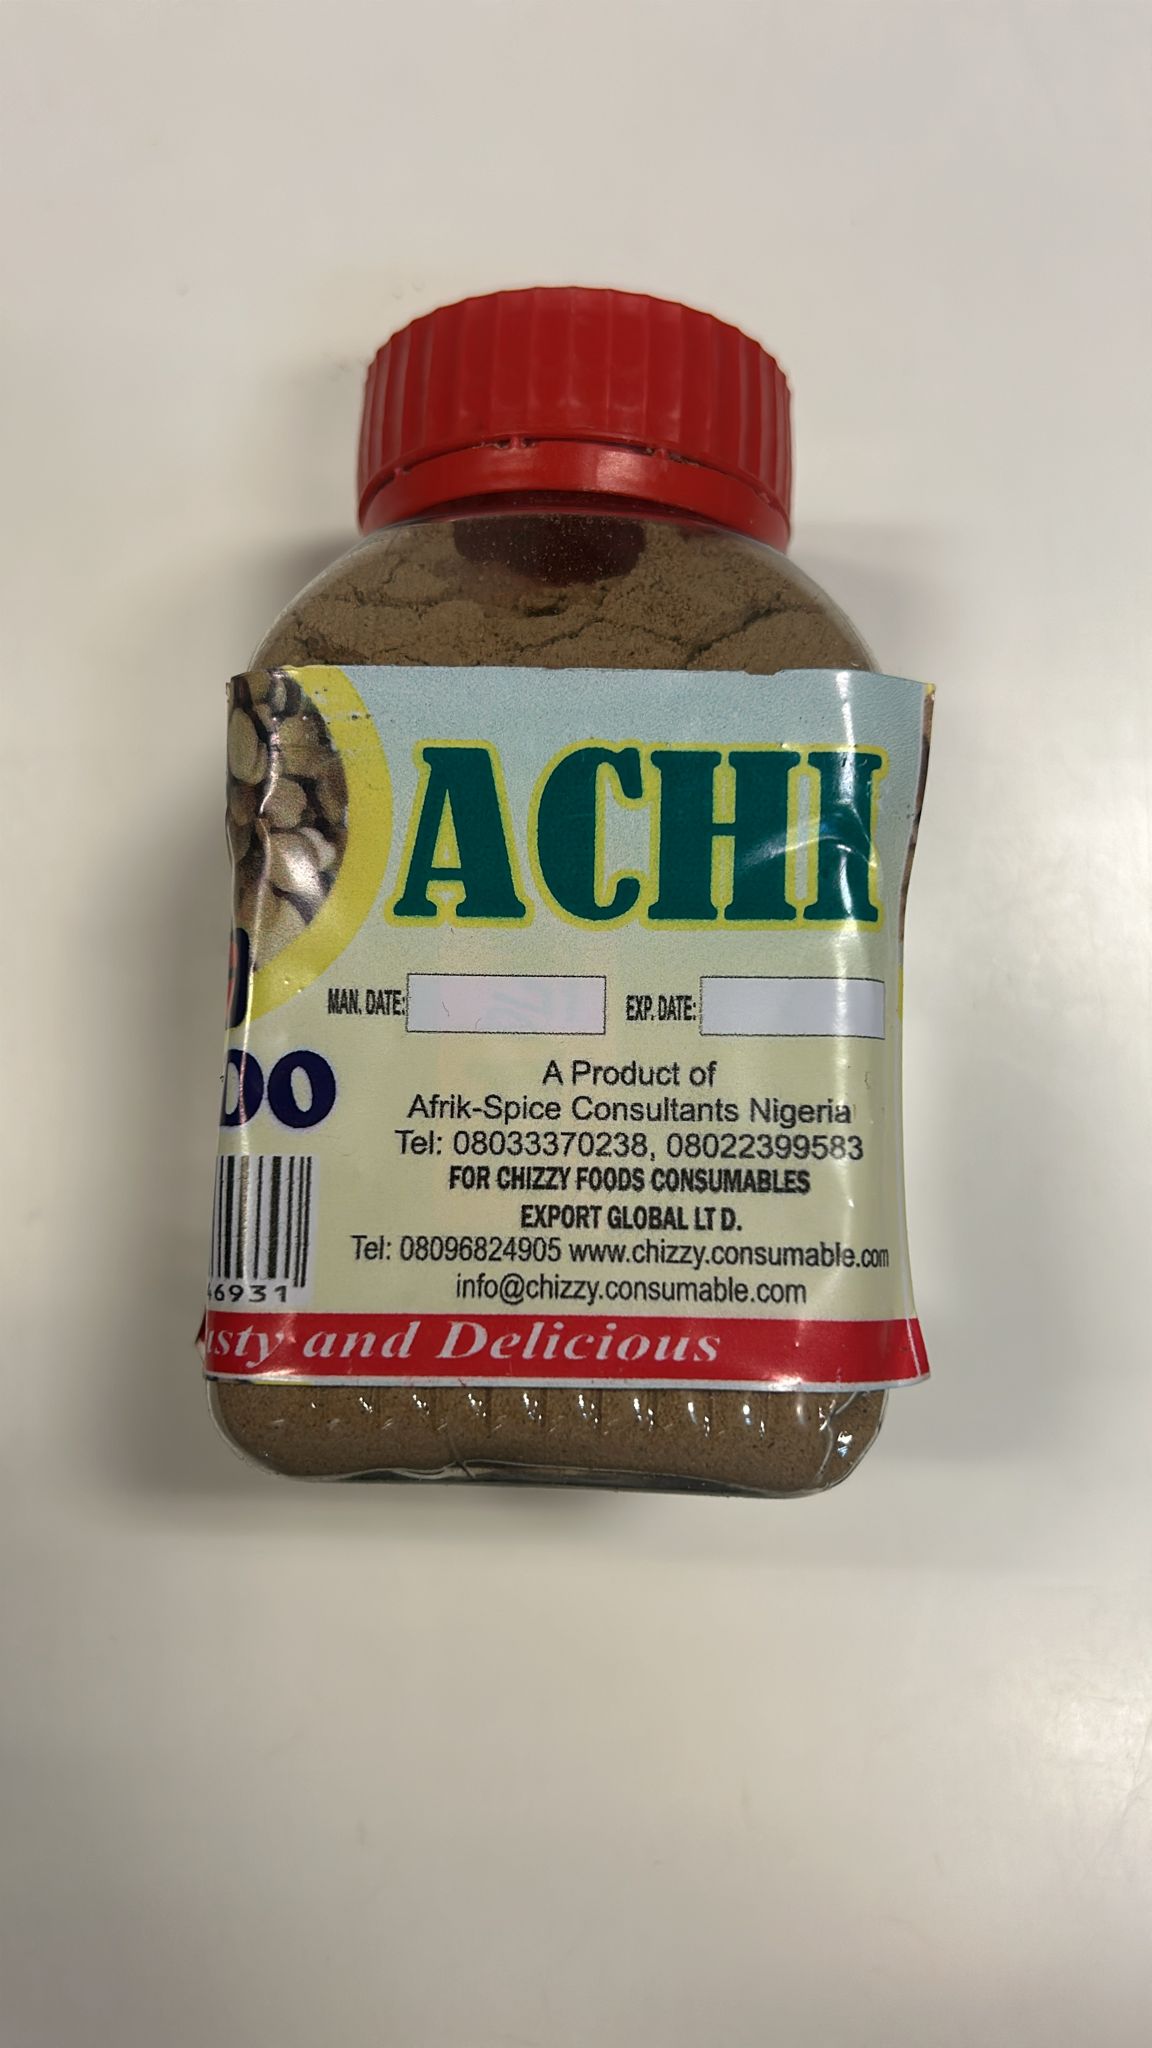 ACHI
MAN. DATE: EXP. DATE:
A Product of
Afrik-Spice Consultants Nigeria
Tel: 08033370238, 08022399583
FOR CHIZZY FOODS CONSUMABLES
EXPORT GLOBAL LT D.
Tel: 08096824905 www.chizzy.consumable.com
info@chizzy.consumable.com
46931
and Delicious